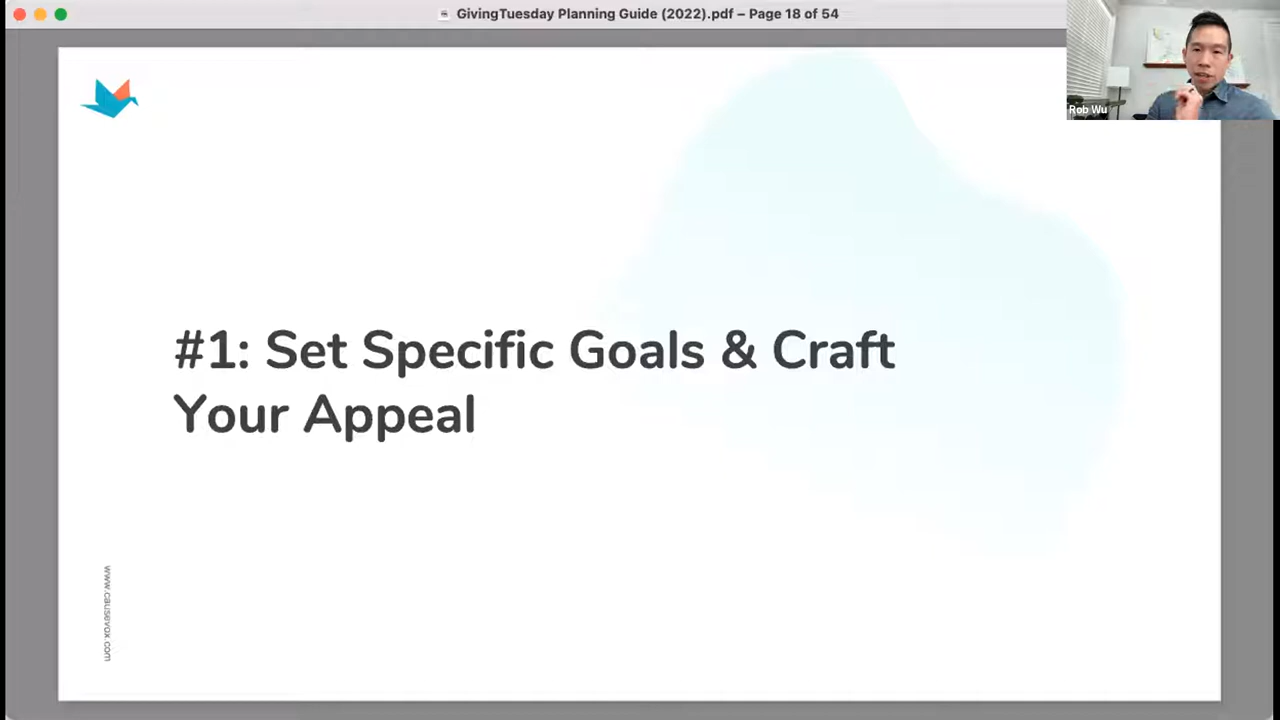 GivingTuesday Planning Guide (2022).pdf – Page 18 of 54
Rob Wu
#1: Set Specific Goals & Craft
Your Appeal
www.causevox.com